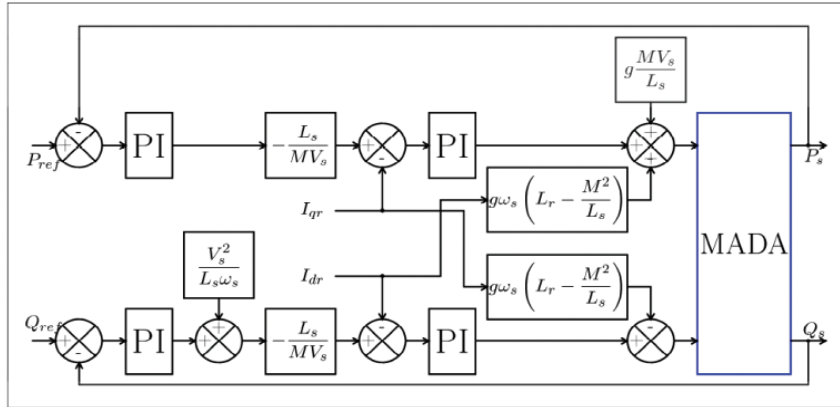 g MV_s / L_s
P_ref + - PI - L_s / MV_s + - PI + + + P_s
I_qr
gω_s (L_r - M² / L_s)
MADA
V_s² / L_sω_s
I_dr
gω_s (L_r - M² / L_s)
Q_ref + - PI + + - L_s / MV_s + - PI + - Q_s